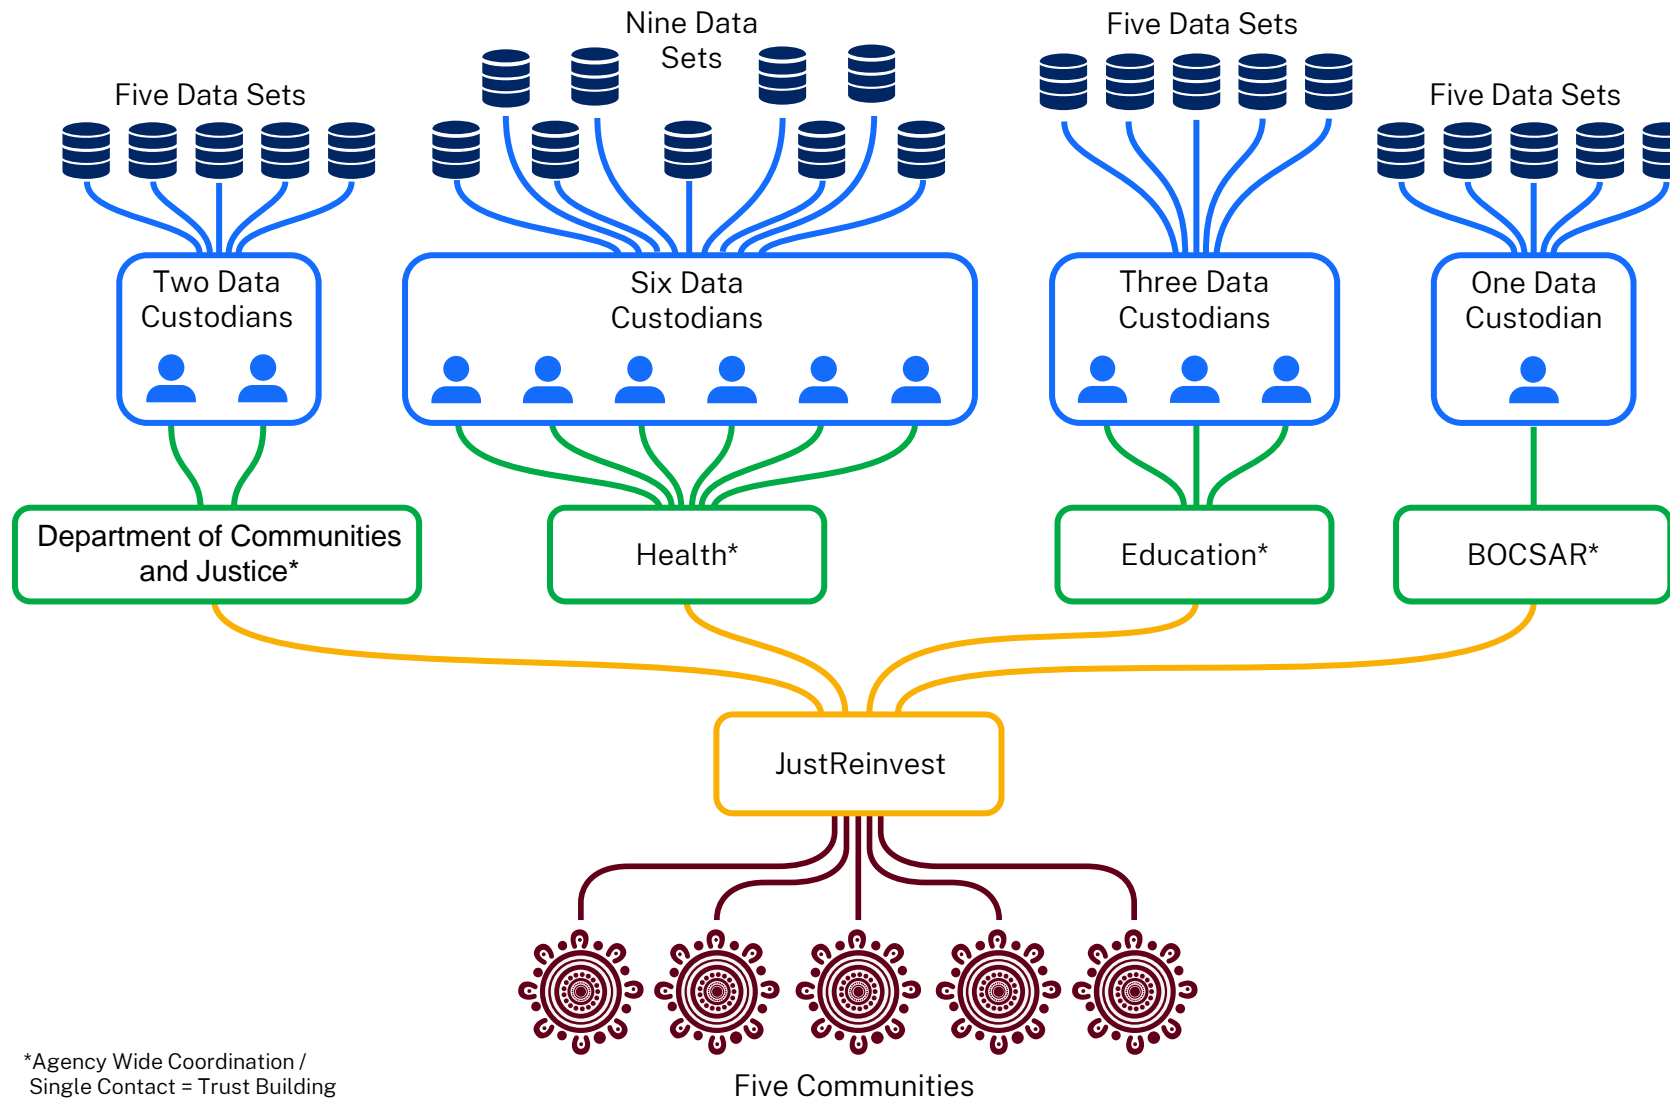 Five Data Sets
Nine Data
Sets
Five Data Sets
Five Data Sets
Two Data
Custodians
Six Data
Custodians
Three Data
Custodians
One Data
Custodian
Department of Communities
and Justice*
Health*
Education*
BOCSAR*
JustReinvest
Five Communities
*Agency Wide Coordination /
Single Contact = Trust Building